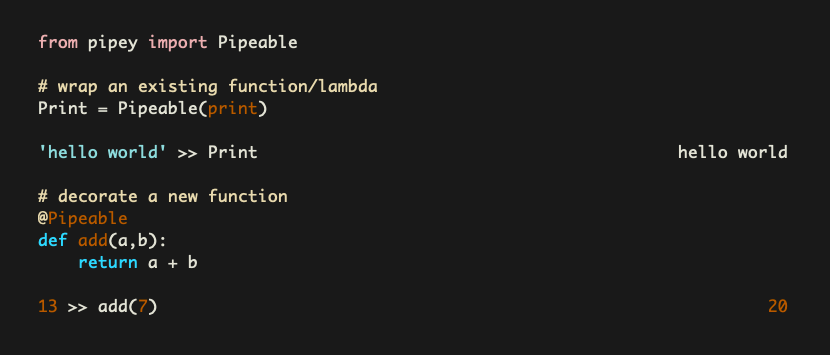 from pipey import Pipeable
# wrap an existing function/lambda
Print = Pipeable(print)
'hello world' >> Print hello world
# decorate a new function
@Pipeable
def add(a,b):
    return a + b
13 >> add(7) 20